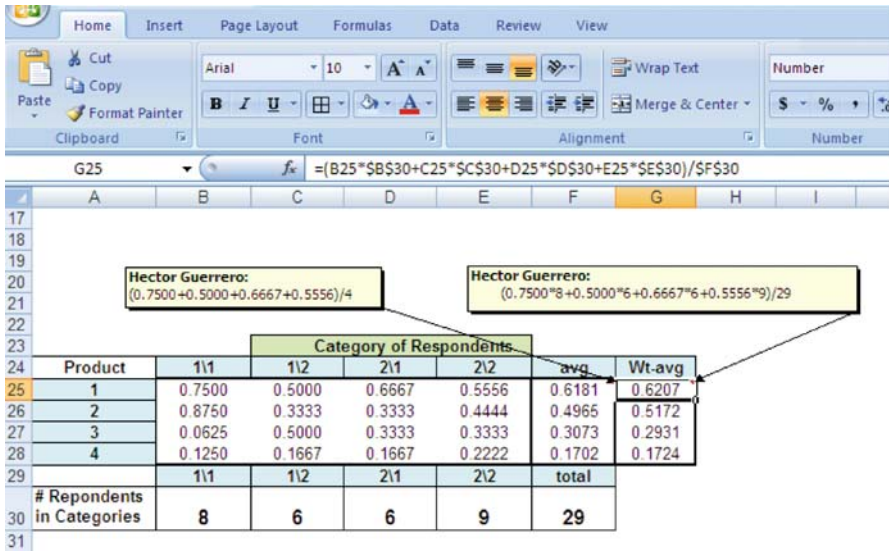 Home Insert Page Layout Formulas Data Review View
Cut
Copy
Format Painter
Paste
Arial 10 A A
Wrap Text
Number
B I U A
Merge & Center
$ % ,
Clipboard Font Alignment Number
G25 fx =(B25*$B$30+C25*$C$30+D25*$D$30+E25*$E$30)/$F$30
A B C D E F G H I
17
18
19
20
21
22
23
24
25
26
27
28
29
30
31
Hector Guerrero:
(0.7500+0.5000+0.6667+0.5556)/4
Hector Guerrero:
(0.7500*8+0.5000*6+0.6667*6+0.5556*9)/29
Category of Respondents
Product 1\1 1\2 2\1 2\2 avg Wt-avg
1 0.7500 0.5000 0.6667 0.5556 0.6181 0.6207
2 0.8750 0.3333 0.3333 0.4444 0.4965 0.5172
3 0.0625 0.5000 0.3333 0.3333 0.3073 0.2931
4 0.1250 0.1667 0.1667 0.2222 0.1702 0.1724
1\1 1\2 2\1 2\2 total
# Repondents
in Categories 8 6 6 9 29